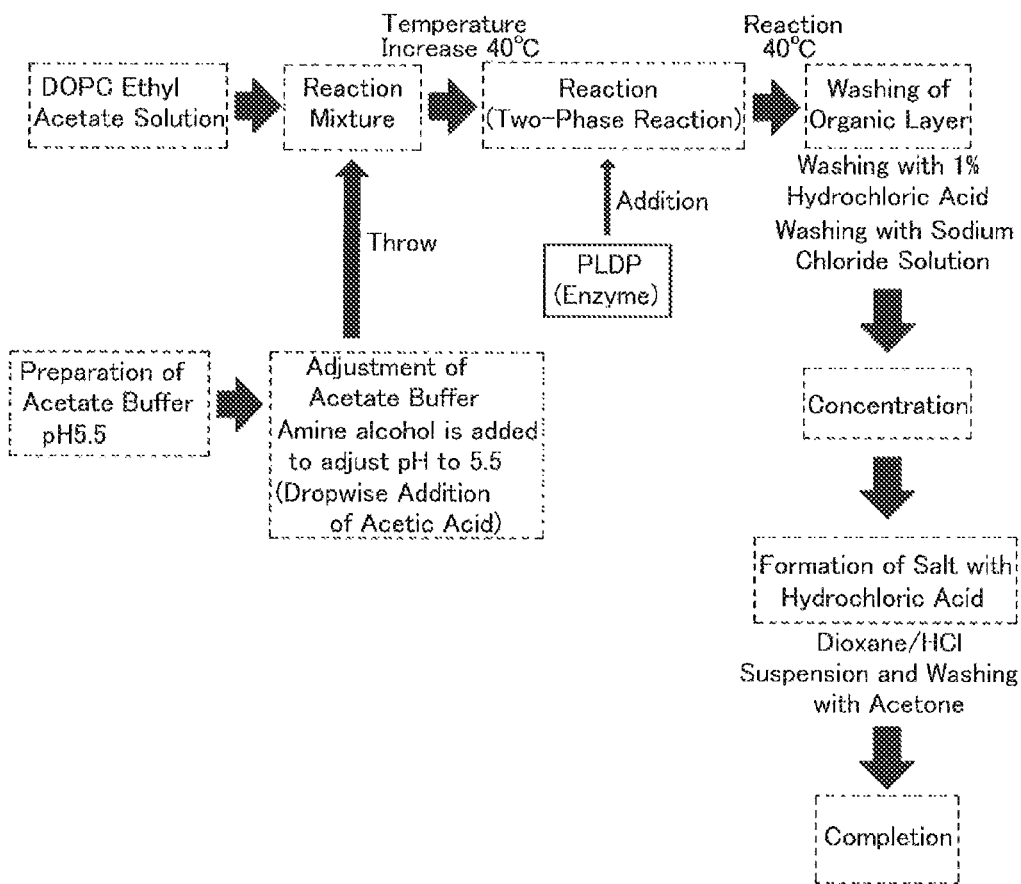 Temperature
Increase 40°C
Reaction
40°C
DOPC Ethyl
Acetate Solution
Reaction
Mixture
Reaction
(Two-Phase Reaction)
Washing of
Organic Layer
Washing with 1%
Hydrochloric Acid
Washing with Sodium
Chloride Solution
Throw
Addition
PLDP
(Enzyme)
Preparation of
Acetate Buffer
pH5.5
Adjustment of
Acetate Buffer
Amine alcohol is added
to adjust pH to 5.5
(Dropwise Addition
of Acetic Acid)
Concentration
Formation of Salt with
Hydrochloric Acid
Dioxane/HCl
Suspension and Washing
with Acetone
Completion